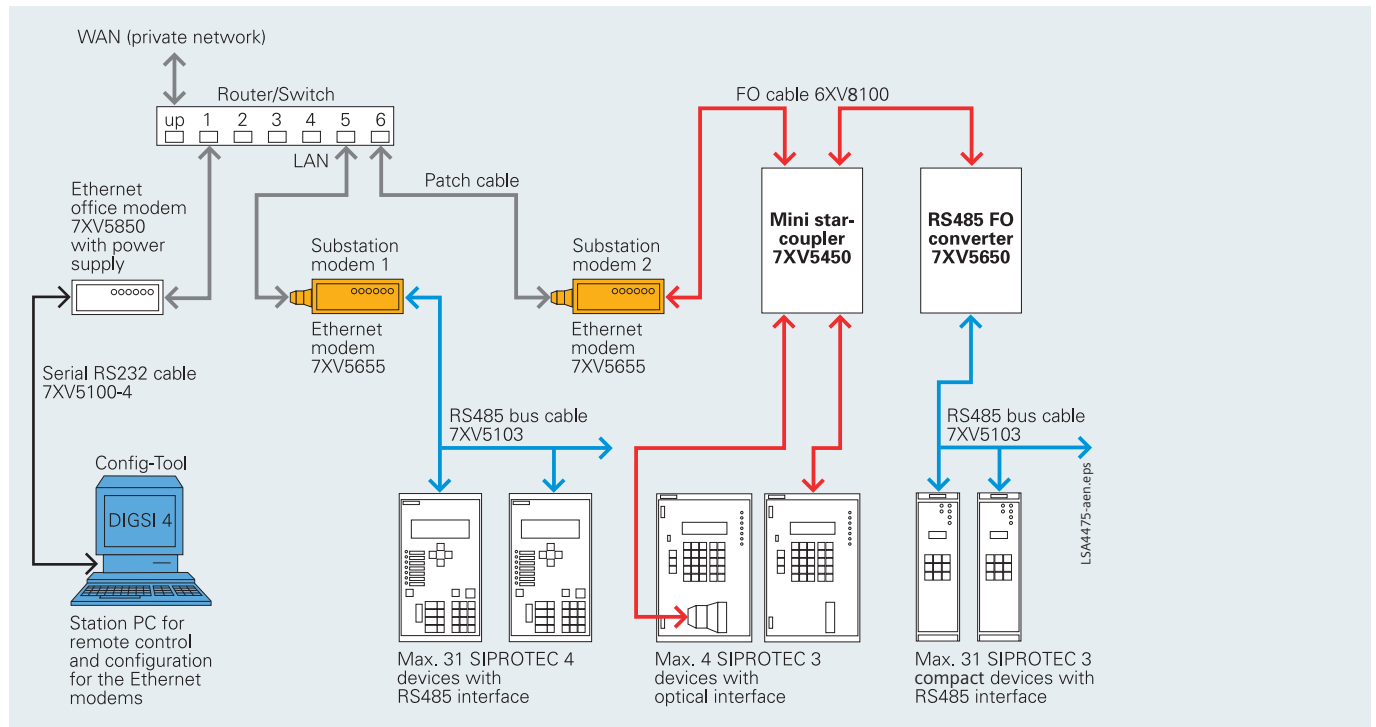 WAN (private network)
Router/Switch
up 1 2 3 4 5 6
LAN
FO cable 6XV8100
Patch cable
Ethernet
office modem
7XV5850
with power
supply
Substation
modem 1
Ethernet
modem
7XV5655
Substation
modem 2
Ethernet
modem
7XV5655
Mini star-
coupler
7XV5450
RS485 FO
converter
7XV5650
Serial RS232 cable
7XV5100-4
RS485 bus cable
7XV5103
RS485 bus cable
7XV5103
Config-Tool
DIGSI 4
Station PC for
remote control
and configuration
for the Ethernet
modems
Max. 31 SIPROTEC 4
devices with
RS485 interface
Max. 4 SIPROTEC 3
devices with
optical interface
Max. 31 SIPROTEC 3
compact devices with
RS485 interface
LSA4475-aen.eps